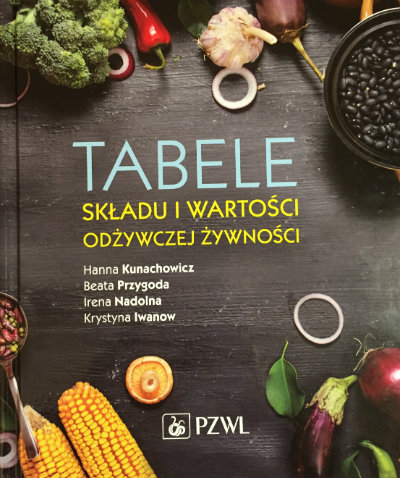 TABELE
SKŁADU I WARTOŚCI
ODŻYWCZEJ ŻYWNOŚCI
Hanna Kunachowicz
Beata Przygoda
Irena Nadolna
Krystyna Iwanow
PZWL